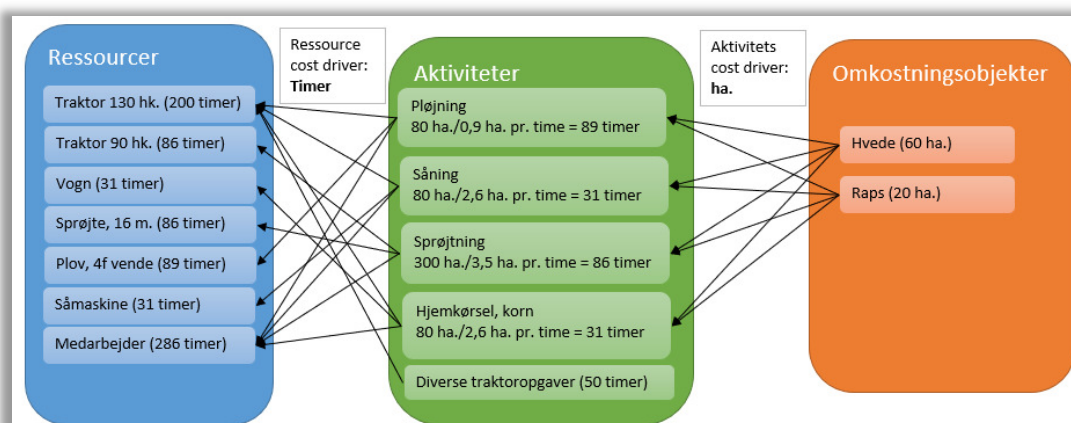 Ressourcer
Traktor 130 hk. (200 timer)
Traktor 90 hk. (86 timer)
Vogn (31 timer)
Sprøjte, 16 m. (86 timer)
Plov, 4f vende (89 timer)
Såmaskine (31 timer)
Medarbejder (286 timer)
Ressource
cost driver:
Timer
Aktiviteter
Pløjning
80 ha./0,9 ha. pr. time = 89 timer
Såning
80 ha./2,6 ha. pr. time = 31 timer
Sprøjtning
300 ha./3,5 ha. pr. time = 86 timer
Hjemkørsel, korn
80 ha./2,6 ha. pr. time = 31 timer
Diverse traktoropgaver (50 timer)
Aktivitets
cost driver:
ha.
Omkostningsobjekter
Hvede (60 ha.)
Raps (20 ha.)